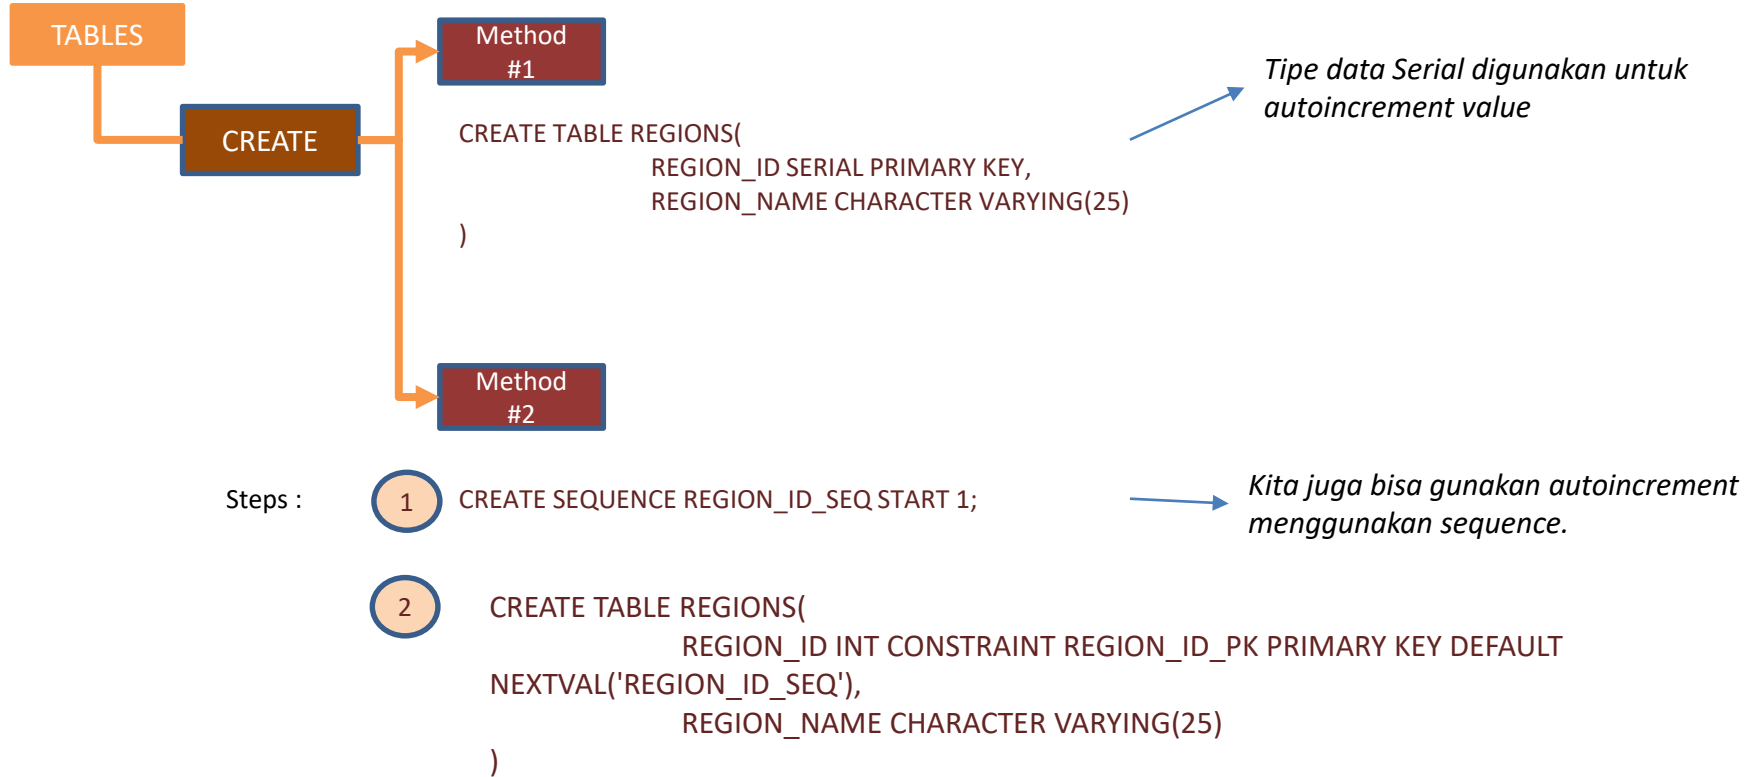 TABLES
CREATE
Method
#1
CREATE TABLE REGIONS(
REGION_ID SERIAL PRIMARY KEY,
REGION_NAME CHARACTER VARYING(25)
)
Tipe data Serial digunakan untuk
autoincrement value
Method
#2
Steps :
1
CREATE SEQUENCE REGION_ID_SEQ START 1;
Kita juga bisa gunakan autoincrement
menggunakan sequence.
2
CREATE TABLE REGIONS(
REGION_ID INT CONSTRAINT REGION_ID_PK PRIMARY KEY DEFAULT
NEXTVAL('REGION_ID_SEQ'),
REGION_NAME CHARACTER VARYING(25)
)